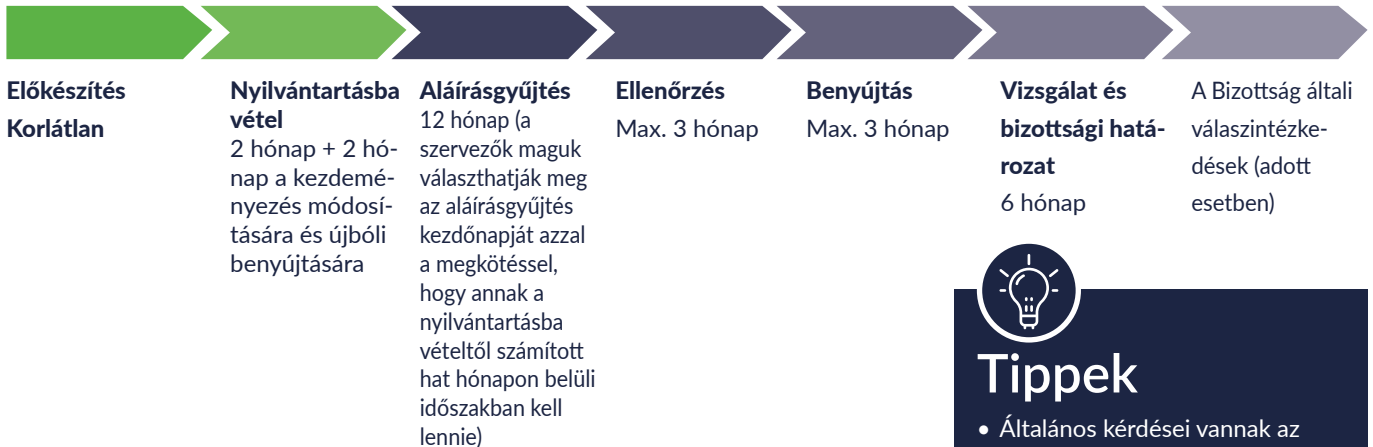 Előkészítés
Korlátlan
Nyilvántartásba
vétel
2 hónap + 2 hó-
nap a kezdemé-
nyezés módosí-
tására és újbóli
benyújtására
Aláírásgyűjtés
12 hónap (a
szervezők maguk
választhatják meg
az aláírásgyűjtés
kezdőnapját azzal
a megkötéssel,
hogy annak a
nyilvántartásba
vételtől számított
hat hónapon belüli
időszakban kell
lennie)
Ellenőrzés
Max. 3 hónap
Benyújtás
Max. 3 hónap
Vizsgálat és
bizottsági hatá-
rozat
6 hónap
A Bizottság általi
válaszintézke-
dések (adott
esetben)
Tippek
• Általános kérdései vannak az